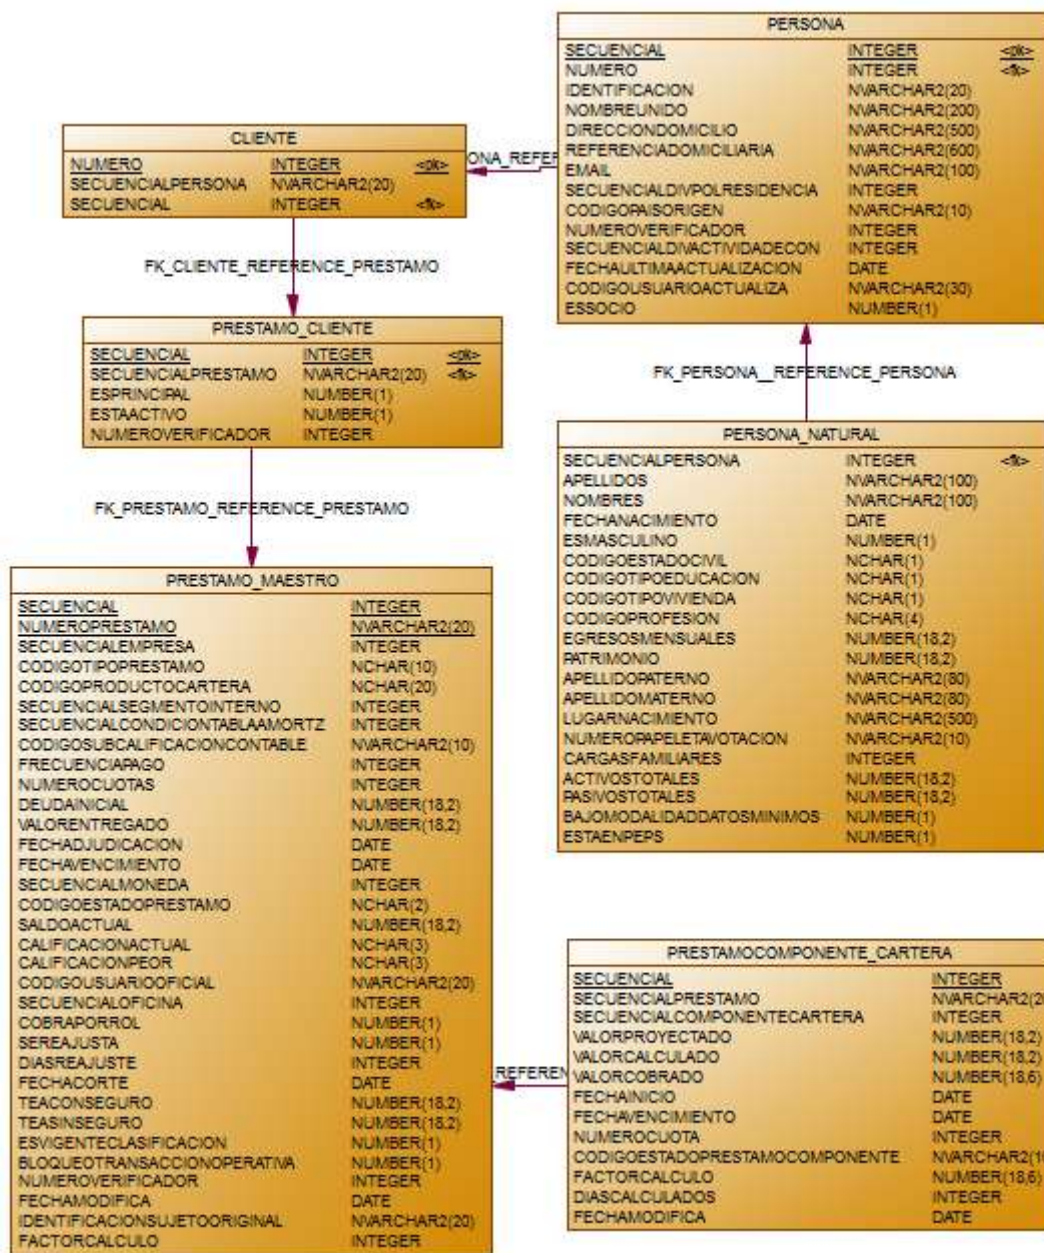 PERSONA
SECUENCIAL INTEGER <pk>
NUMERO INTEGER <fk>
IDENTIFICACION NVARCHAR2(20)
NOMBREUNIDO NVARCHAR2(200)
DIRECCIONDOMICILIO NVARCHAR2(500)
REFERENCIADOMICILIARIA NVARCHAR2(600)
EMAIL NVARCHAR2(100)
SECUENCIALDIVPOLRESIDENCIA INTEGER
CODIGOPAISORIGEN NVARCHAR2(10)
NUMEROVERIFICADOR INTEGER
SECUENCIALDIVACTIVIDADECON INTEGER
FECHAULTIMAACTUALIZACION DATE
CODIGOUSUARIOACTUALIZA NVARCHAR2(30)
ESSOCIO NUMBER(1)
CLIENTE
NUMERO INTEGER <pk>
SECUENCIALPERSONA NVARCHAR2(20)
SECUENCIAL INTEGER <fk>
ONA_REFER
FK_CLIENTE_REFERENCE_PRESTAMO
PRESTAMO_CLIENTE
SECUENCIAL INTEGER <pk>
SECUENCIALPRESTAMO NVARCHAR2(20) <fk>
ESPRINCIPAL NUMBER(1)
ESTAACTIVO NUMBER(1)
NUMEROVERIFICADOR INTEGER
FK_PERSONA__REFERENCE_PERSONA
PERSONA_NATURAL
SECUENCIALPERSONA INTEGER <fk>
APELLIDOS NVARCHAR2(100)
NOMBRES NVARCHAR2(100)
FECHANACIMIENTO DATE
ESMASCULINO NUMBER(1)
CODIGOESTADOCIVIL NCHAR(1)
CODIGOTIPOEDUCACION NCHAR(1)
CODIGOTIPOVIVIENDA NCHAR(1)
CODIGOPROFESION NCHAR(4)
EGRESOSMENSUALES NUMBER(18,2)
PATRIMONIO NUMBER(18,2)
APELLIDOPATERNO NVARCHAR2(80)
APELLIDOMATERNO NVARCHAR2(80)
LUGARNACIMIENTO NVARCHAR2(500)
NUMEROPAPELETAVOTACION NVARCHAR2(10)
CARGASFAMILIARES INTEGER
ACTIVOSTOTALES NUMBER(18,2)
PASIVOSTOTALES NUMBER(18,2)
BAJOMODALIDADDATOSMINIMOS NUMBER(1)
ESTAENPEPS NUMBER(1)
FK_PRESTAMO_REFERENCE_PRESTAMO
PRESTAMO_MAESTRO
SECUENCIAL INTEGER
NUMEROPRESTAMO NVARCHAR2(20)
SECUENCIALEMPRESA INTEGER
CODIGOTIPOPRESTAMO NCHAR(10)
CODIGOPRODUCTOCARTERA NCHAR(20)
SECUENCIALSEGMENTOINTERNO INTEGER
SECUENCIALCONDICIONTABLAAMORTZ INTEGER
CODIGOSUBCALIFICACIONCONTABLE NVARCHAR2(10)
FRECUENCIAPAGO INTEGER
NUMEROCUOTAS INTEGER
DEUDAINICIAL NUMBER(18,2)
VALORENTREGADO NUMBER(18,2)
FECHADJUDICACION DATE
FECHAVENCIMIENTO DATE
SECUENCIALMONEDA INTEGER
CODIGOESTADOPRESTAMO NCHAR(2)
SALDOACTUAL NUMBER(18,2)
CALIFICACIONACTUAL NCHAR(3)
CALIFICACIONPEOR NCHAR(3)
CODIGOUSUARIOOFICIAL NVARCHAR2(20)
SECUENCIALOFICINA INTEGER
COBRAPORROL NUMBER(1)
SEREAJUSTA NUMBER(1)
DIASREAJUSTE INTEGER
FECHACORTE DATE
TEACONSEGURO NUMBER(18,2)
TEASINSEGURO NUMBER(18,2)
ESVIGENTECLASIFICACION NUMBER(1)
BLOQUEOTRANSACCIONOPERATIVA NUMBER(1)
NUMEROVERIFICADOR INTEGER
FECHAMODIFICA DATE
IDENTIFICACIONSUJETOORIGINAL NVARCHAR2(20)
FACTORCALCULO INTEGER
REFEREN
PRESTAMOCOMPONENTE_CARTERA
SECUENCIAL INTEGER
SECUENCIALPRESTAMO NVARCHAR2(2
SECUENCIALCOMPONENTECARTERA INTEGER
VALORPROYECTADO NUMBER(18,2)
VALORCALCULADO NUMBER(18,2)
VALORCOBRADO NUMBER(18,6)
FECHAINICIO DATE
FECHAVENCIMIENTO DATE
NUMEROCUOTA INTEGER
CODIGOESTADOPRESTAMOCOMPONENTE NVARCHAR2(1
FACTORCALCULO NUMBER(18,6)
DIASCALCULADOS INTEGER
FECHAMODIFICA DATE